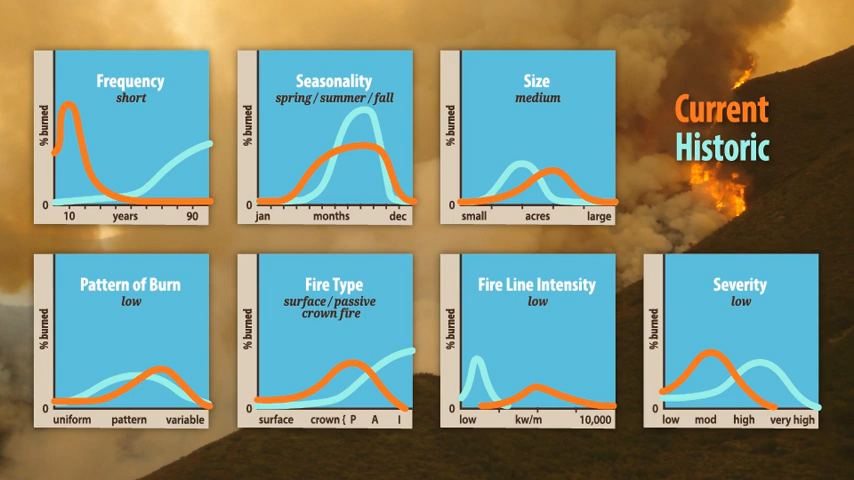 Frequency
short
% burned
0
10 years 90
Seasonality
spring / summer / fall
% burned
0
jan months dec
Size
medium
% burned
0
small acres large
Current
Historic
Pattern of Burn
low
% burned
0
uniform pattern variable
Fire Type
surface / passive
crown fire
% burned
0
surface crown { P A I
Fire Line Intensity
low
% burned
0
low kw/m 10,000
Severity
low
% burned
0
low mod high very high